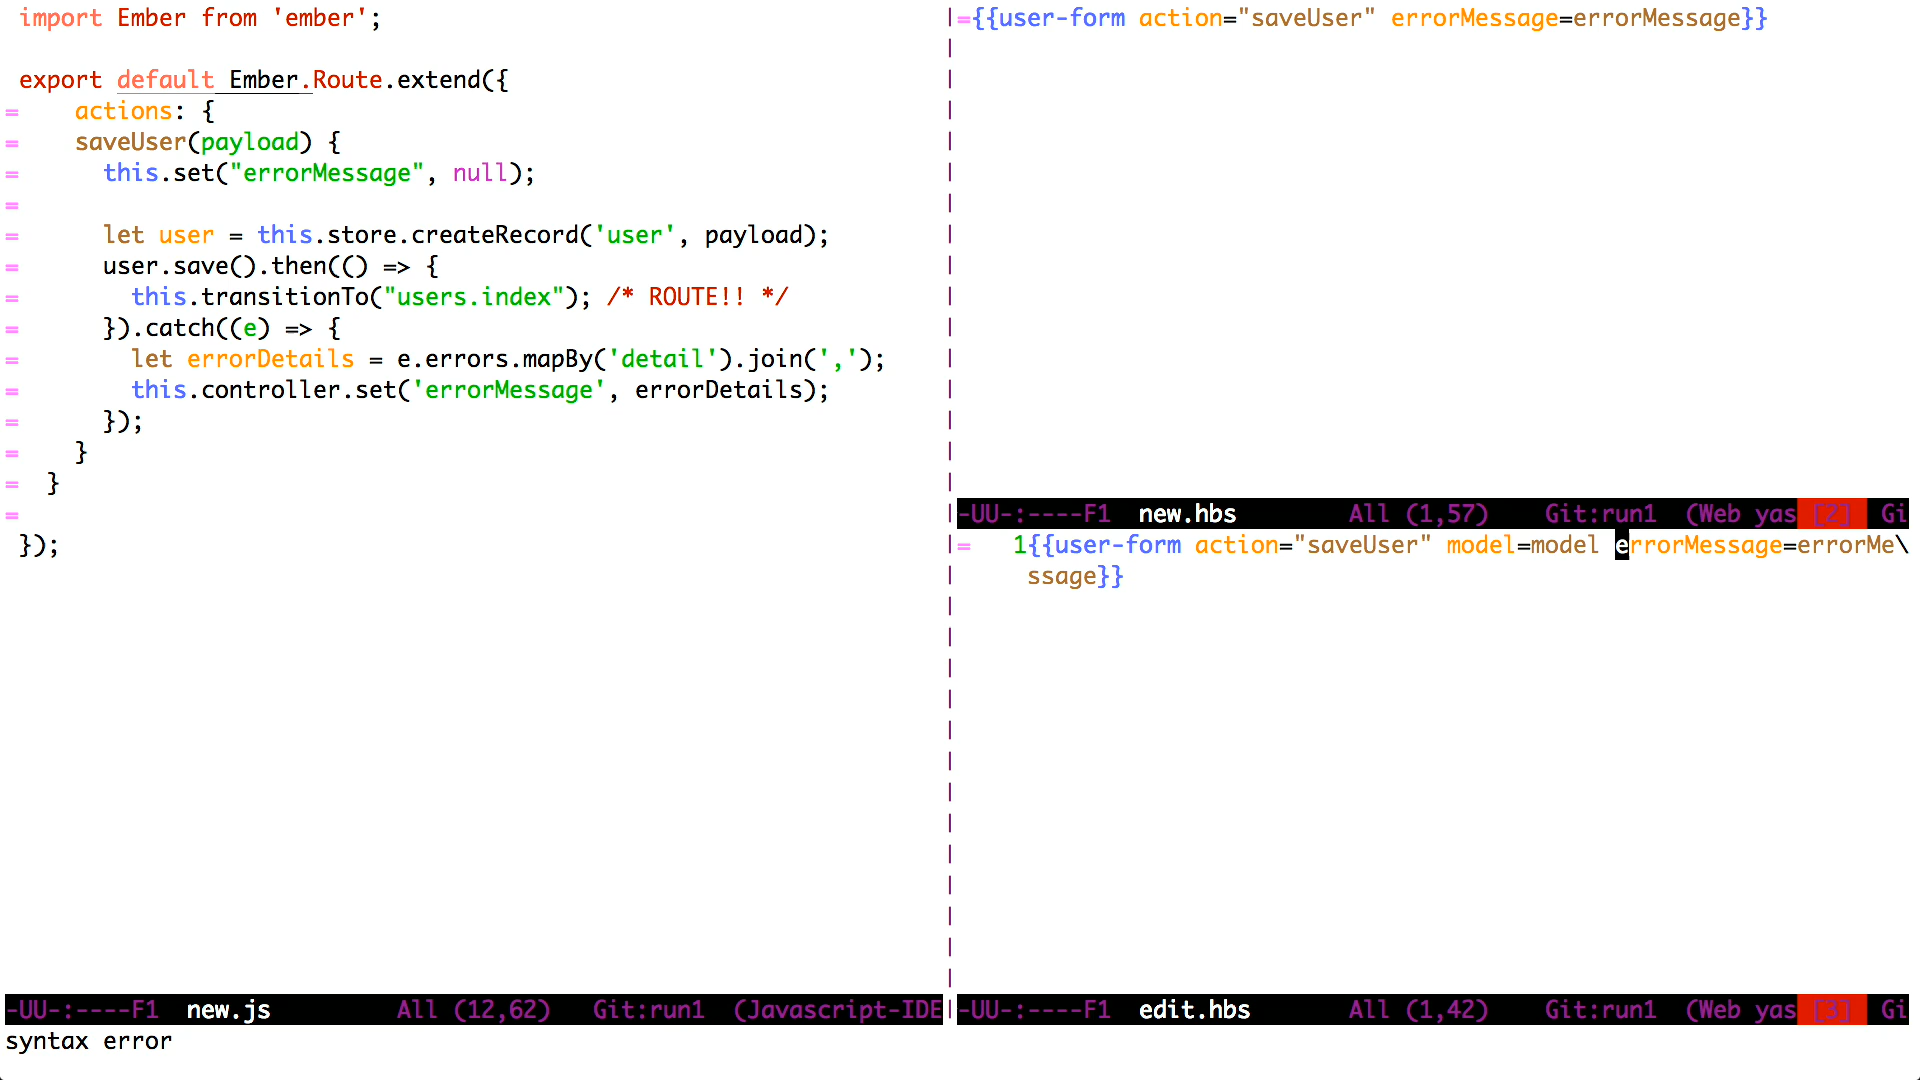 import Ember from 'ember';

export default Ember.Route.extend({
=    actions: {
=    saveUser(payload) {
=      this.set("errorMessage", null);
=
=      let user = this.store.createRecord('user', payload);
=      user.save().then(() => {
=        this.transitionTo("users.index"); /* ROUTE!! */
=      }).catch((e) => {
=        let errorDetails = e.errors.mapBy('detail').join(',');
=        this.controller.set('errorMessage', errorDetails);
=      });
=    }
=  }
=
});
-UU-:----F1  new.js         All (12,62)   Git:run1  (Javascript-IDE
={{user-form action="saveUser" errorMessage=errorMessage}}
-UU-:----F1  new.hbs        All (1,57)    Git:run1  (Web yas [2]  Gi
=   1{{user-form action="saveUser" model=model errorMessage=errorMe\
ssage}}
-UU-:----F1  edit.hbs       All (1,42)    Git:run1  (Web yas [3]  Gi
syntax error